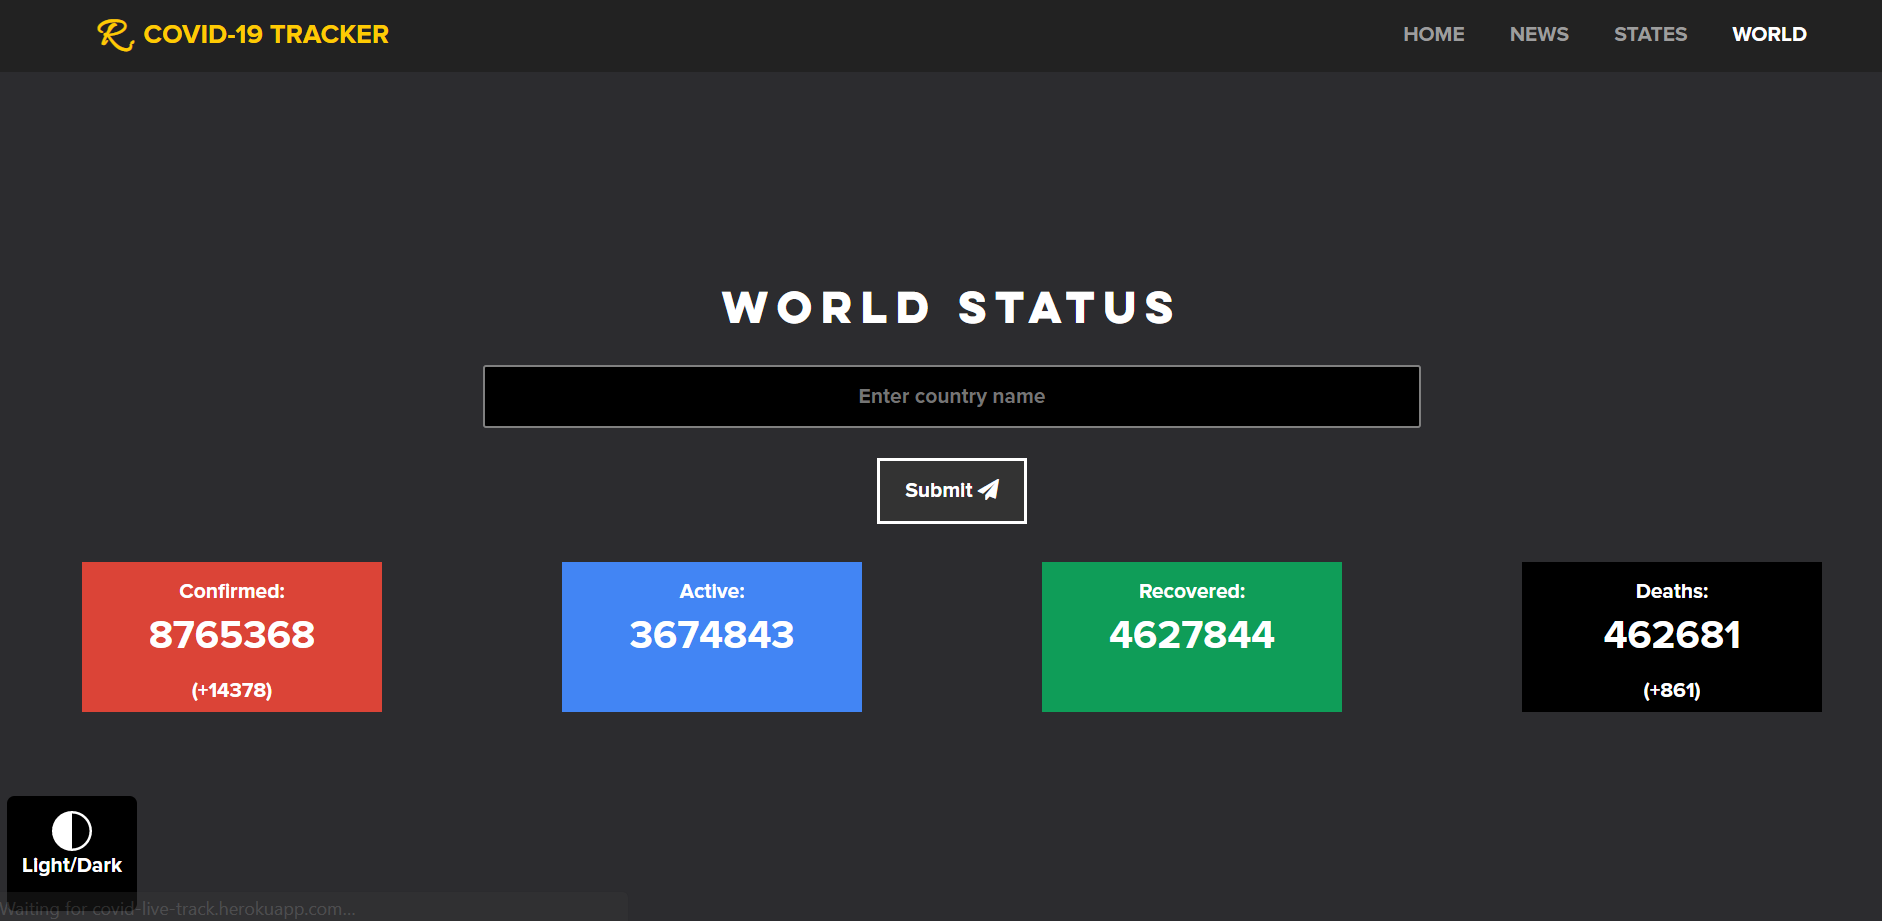 R COVID-19 TRACKER
HOME NEWS STATES WORLD
WORLD STATUS
Enter country name
Submit
Confirmed:
8765368
(+14378)
Active:
3674843
Recovered:
4627844
Deaths:
462681
(+861)
Light/Dark
Waiting for covid-live-track.herokuapp.com...